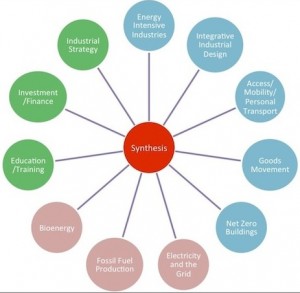 Energy
Intensive
Industries
Integrative
Industrial
Design
Access/
Mobility/
Personal
Transport
Goods
Movement
Net Zero
Buildings
Electricity
and the
Grid
Fossil Fuel
Production
Bioenergy
Education
/Training
Investment
/Finance
Industrial
Strategy
Synthesis